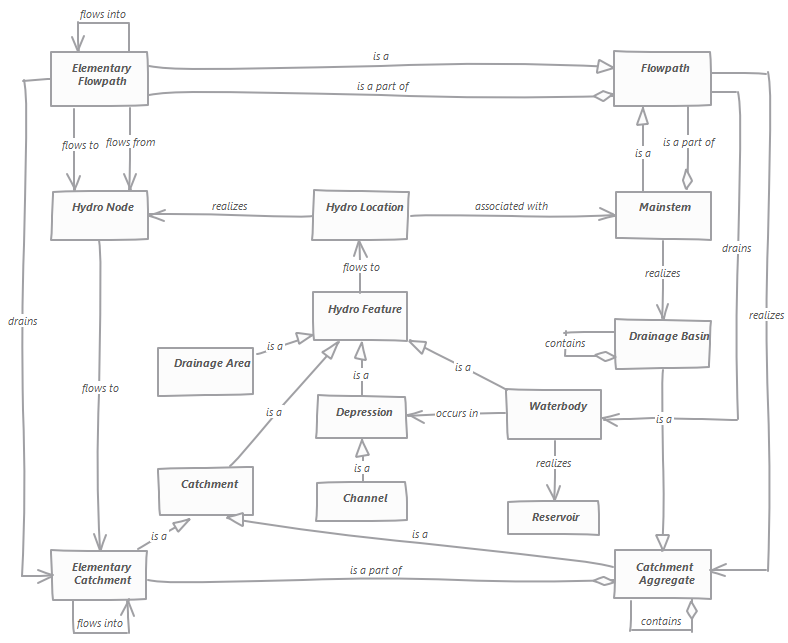 flows into
Elementary
Flowpath
is a
Flowpath
is a part of
flows to
flows from
is a
is a part of
Hydro Node
realizes
Hydro Location
associated with
Mainstem
drains
flows to
realizes
Hydro Feature
drains
realizes
contains
Drainage Basin
is a
Drainage Area
is a
is a
is a
flows to
Depression
occurs in
Waterbody
is a
is a
realizes
Catchment
Channel
Reservoir
is a
is a
Elementary
Catchment
is a part of
Catchment
Aggregate
flows into
contains